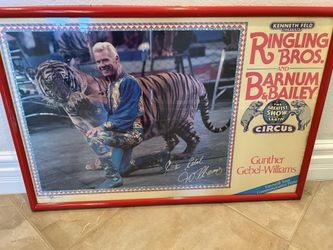 KENNETH FELD
RINGLING
BROS.
AND
BARNUM
& BAILEY
THE
GREATEST
SHOW
ON
EARTH
CIRCUS
Gunther
Gebel-Williams